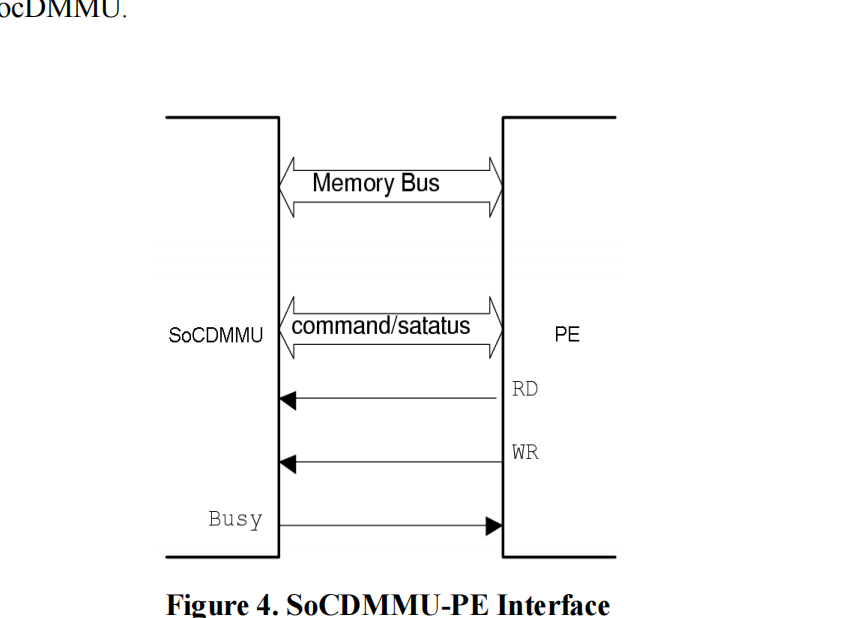 ocDMMU.
Memory Bus
command/satatus
SoCDMMU
PE
RD
WR
Busy
Figure 4. SoCDMMU-PE Interface